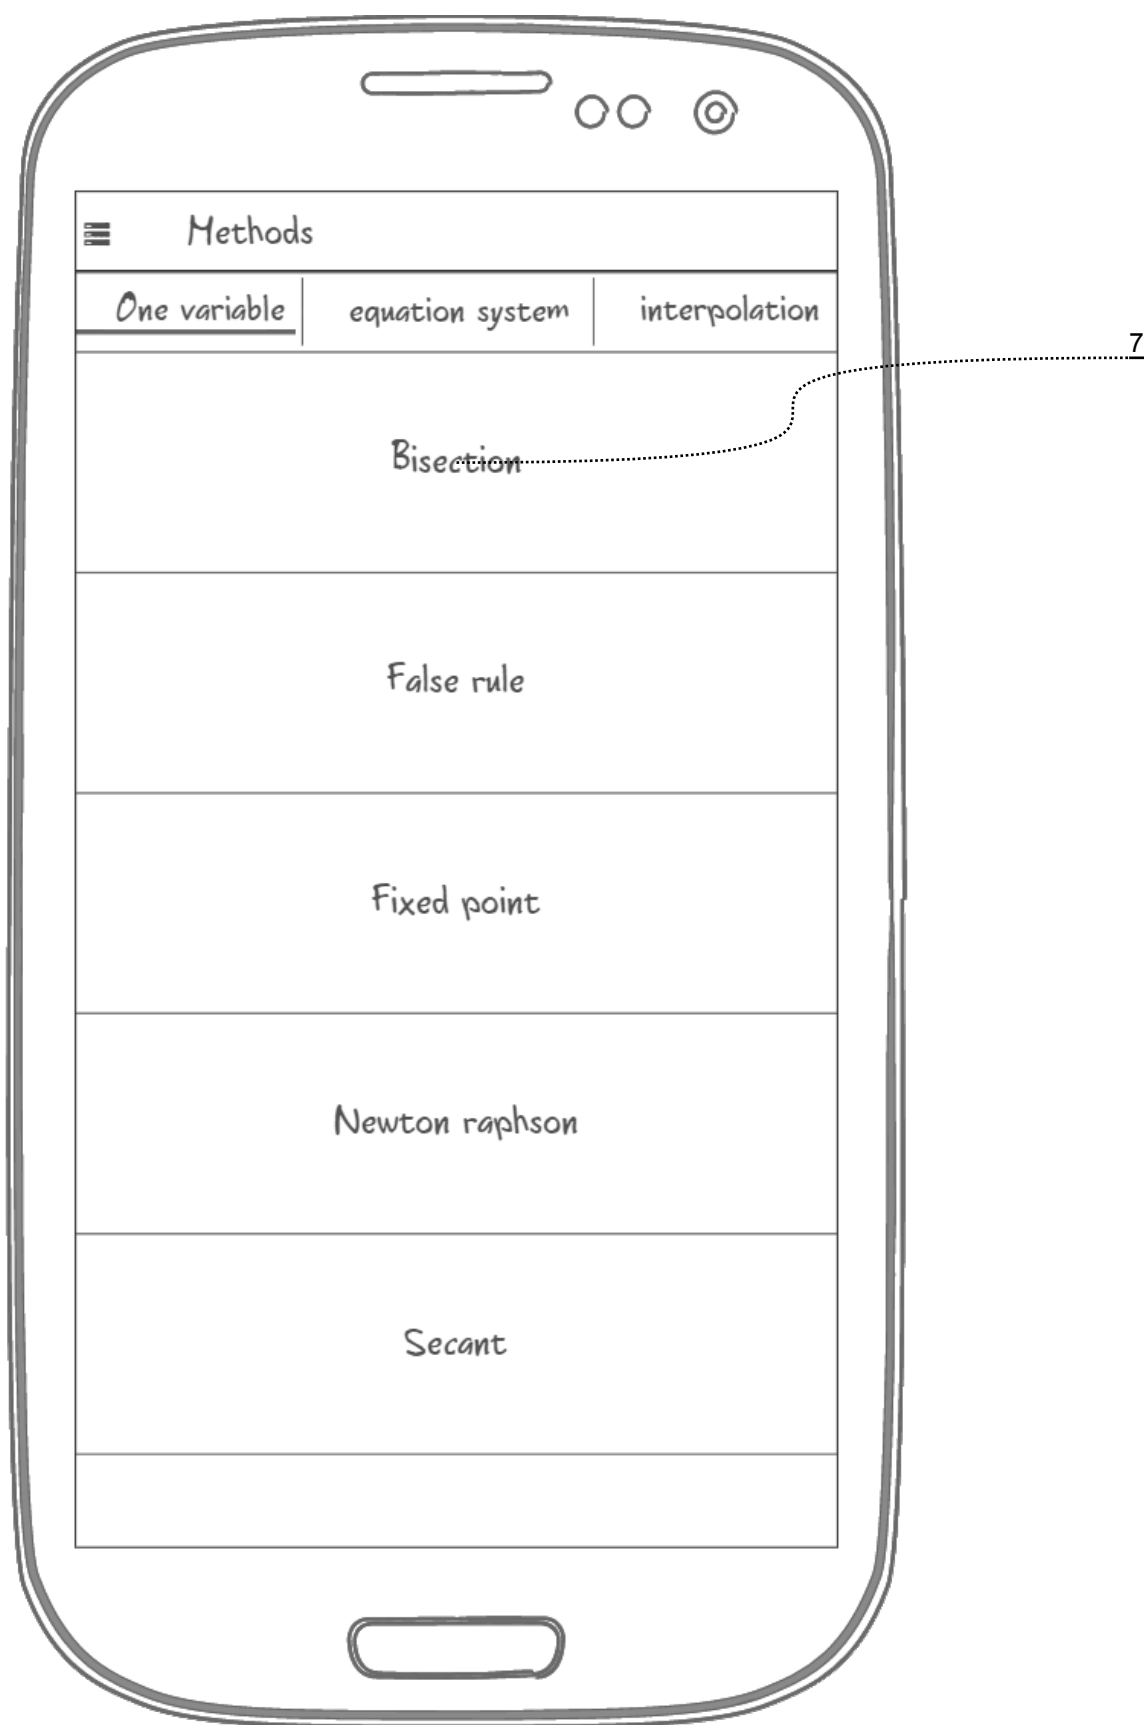 Methods
One variable equation system interpolation
7
Bisection
False rule
Fixed point
Newton raphson
Secant